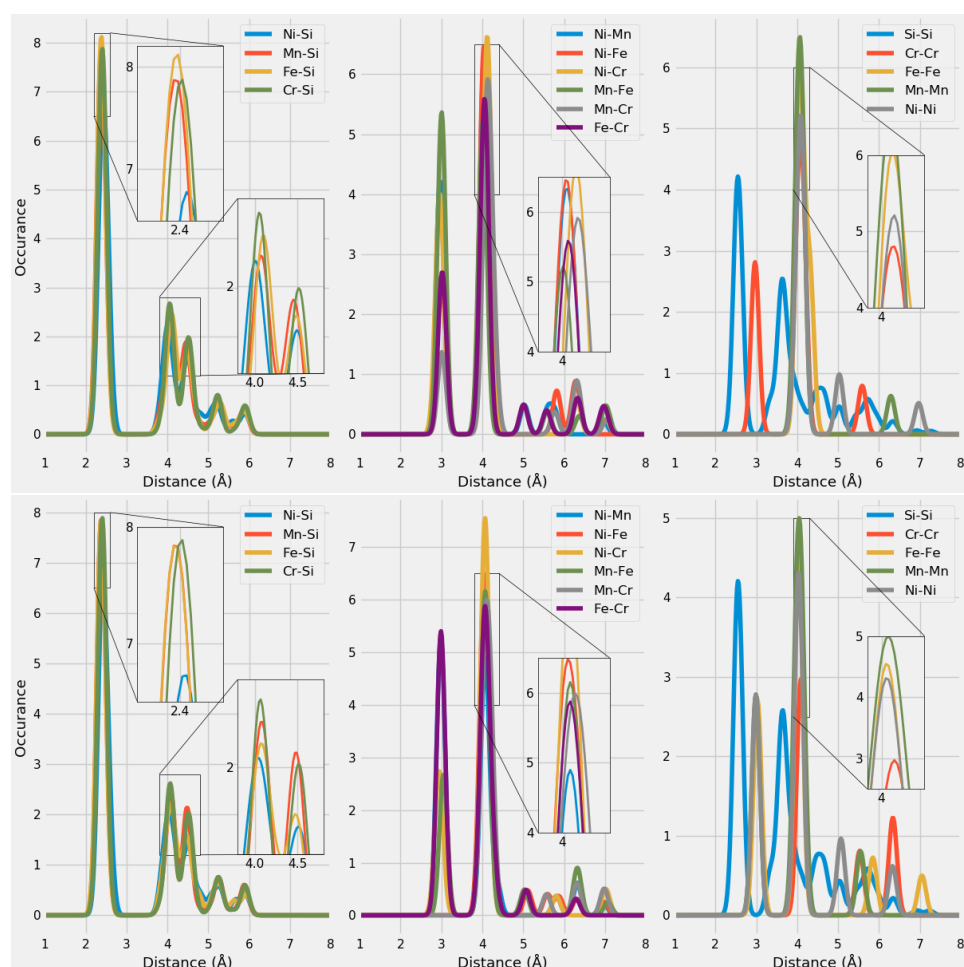 Occurance
8
7
6
5
4
3
2
1
0
1 2 3 4 5 6 7 8
Distance (Å)
Ni-Si
Mn-Si
Fe-Si
Cr-Si
8
7
2.4
2
4.0 4.5
6
5
4
3
2
1
0
1 2 3 4 5 6 7 8
Distance (Å)
Ni-Mn
Ni-Fe
Ni-Cr
Mn-Fe
Mn-Cr
Fe-Cr
6
5
4
4
6
5
4
3
2
1
0
1 2 3 4 5 6 7 8
Distance (Å)
Si-Si
Cr-Cr
Fe-Fe
Mn-Mn
Ni-Ni
6
5
4
4
Occurance
8
7
6
5
4
3
2
1
0
1 2 3 4 5 6 7 8
Distance (Å)
Ni-Si
Mn-Si
Fe-Si
Cr-Si
8
7
2.4
2
4.0 4.5
7
6
5
4
3
2
1
0
1 2 3 4 5 6 7 8
Distance (Å)
Ni-Mn
Ni-Fe
Ni-Cr
Mn-Fe
Mn-Cr
Fe-Cr
6
5
4
4
5
4
3
2
1
0
1 2 3 4 5 6 7 8
Distance (Å)
Si-Si
Cr-Cr
Fe-Fe
Mn-Mn
Ni-Ni
5
4
3
4